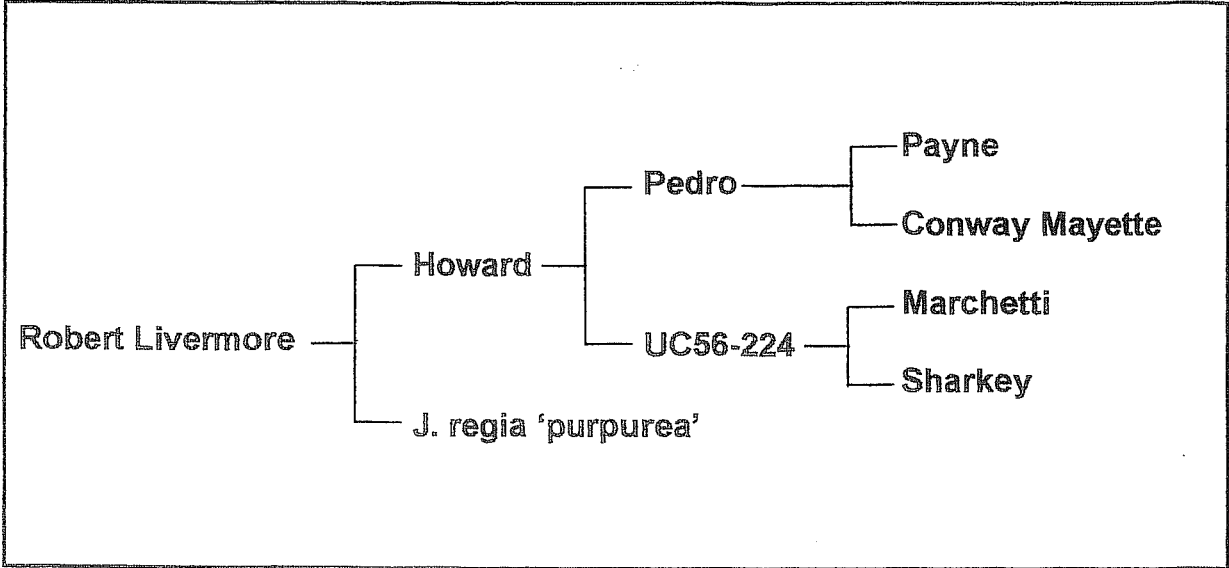 Payne
Pedro
Conway Mayette
Howard
Marchetti
Robert Livermore
UC56-224
Sharkey
J. regia ‘purpurea’